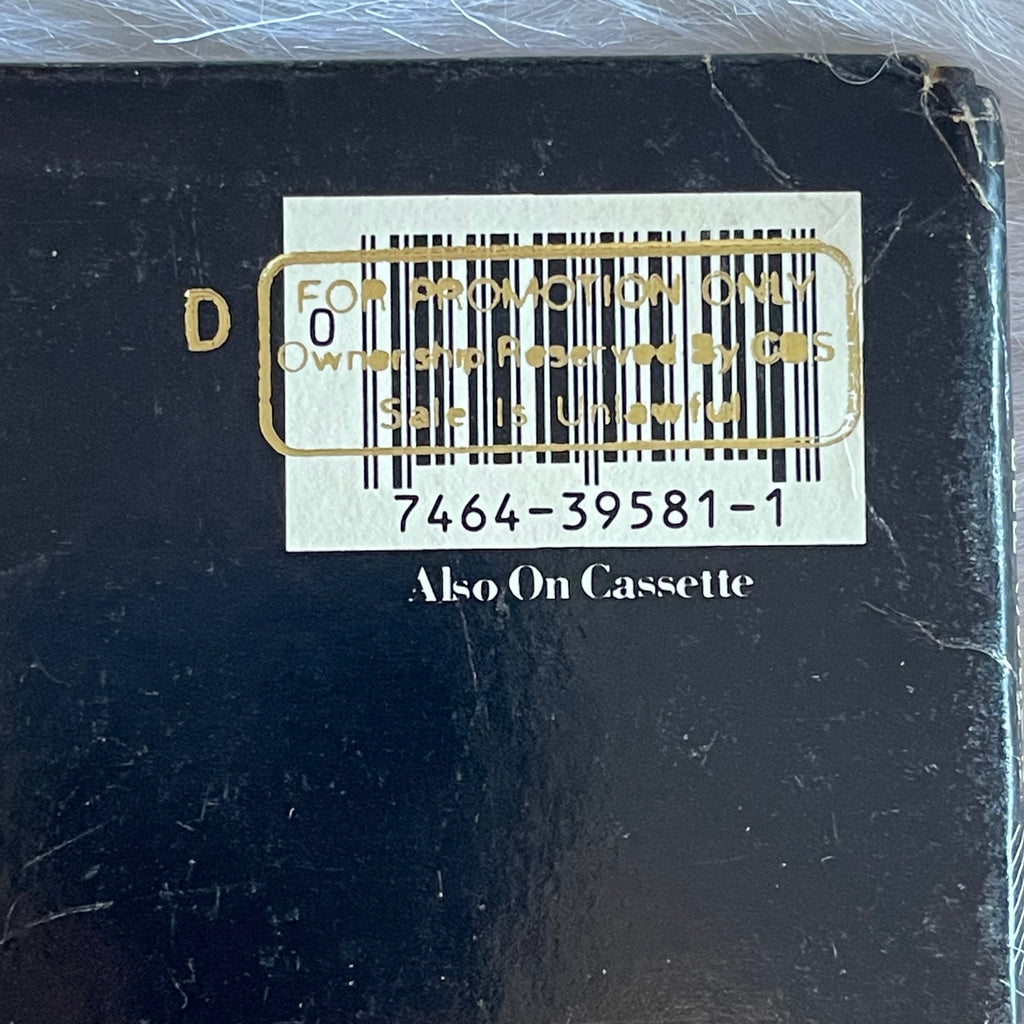 D
FOR PROMOTION ONLY
0
Ownership Reserved By CBS
Sale Is Unlawful
7464-39581-1
Also On Cassette